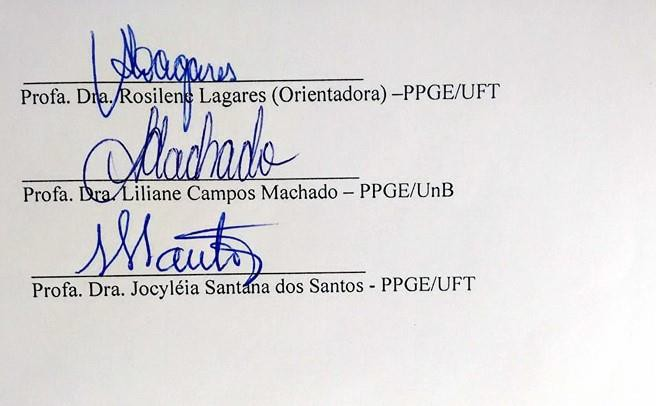 Lagares
Profa. Dra. Rosilene Lagares (Orientadora) –PPGE/UFT
Machado
Profa. Dra. Liliane Campos Machado – PPGE/UnB
Santos
Profa. Dra. Jocyléia Santana dos Santos - PPGE/UFT